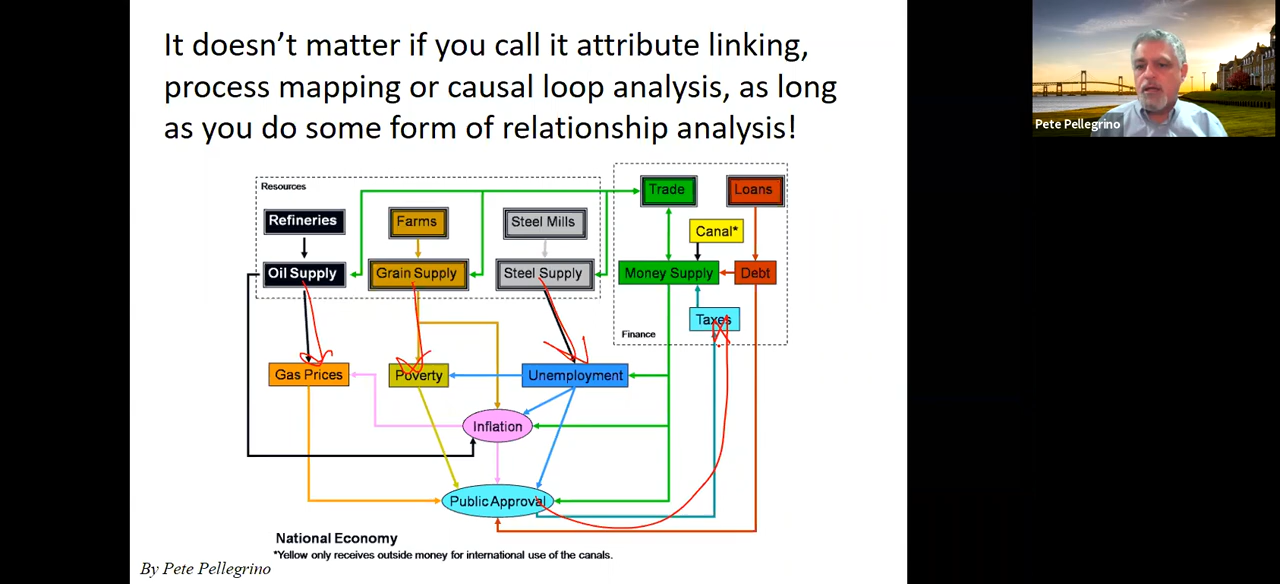 It doesn't matter if you call it attribute linking,
process mapping or causal loop analysis, as long
as you do some form of relationship analysis!
Pete Pellegrino
Resources
Trade
Loans
Refineries
Farms
Steel Mills
Canal*
Oil Supply
Grain Supply
Steel Supply
Money Supply
Debt
Taxes
Finance
Gas Prices
Poverty
Unemployment
Inflation
Public Approval
National Economy
*Yellow only receives outside money for international use of the canals.
By Pete Pellegrino